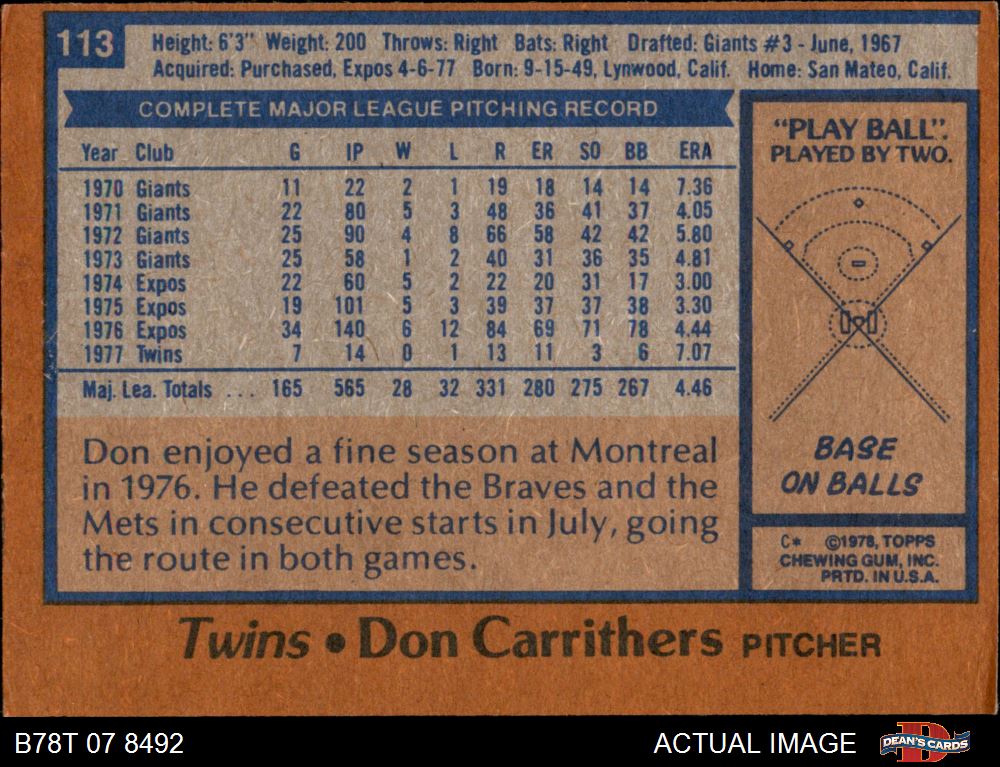 113
Height: 6'3" Weight: 200 Throws: Right Bats: Right Drafted: Giants #3 - June, 1967
Acquired: Purchased, Expos 4-6-77 Born: 9-15-49, Lynwood, Calif. Home: San Mateo, Calif.
COMPLETE MAJOR LEAGUE PITCHING RECORD
Year Club G IP W L R ER SO BB ERA
1970 Giants 11 22 2 1 19 18 14 14 7.36
1971 Giants 22 80 5 3 48 36 41 37 4.05
1972 Giants 25 90 4 8 66 58 42 42 5.80
1973 Giants 25 58 1 2 40 31 36 35 4.81
1974 Expos 22 60 5 2 22 20 31 17 3.00
1975 Expos 19 101 5 3 39 37 37 38 3.30
1976 Expos 34 140 6 12 84 69 71 78 4.44
1977 Twins 7 14 0 1 13 11 3 6 7.07
Maj. Lea. Totals ... 165 565 28 32 331 280 275 267 4.46
Don enjoyed a fine season at Montreal
in 1976. He defeated the Braves and the
Mets in consecutive starts in July, going
the route in both games.
"PLAY BALL".
PLAYED BY TWO.
BASE
ON BALLS
C* ©1978, TOPPS
CHEWING GUM, INC.
PRTD. IN U.S.A.
Twins • Don Carrithers PITCHER
B78T 07 8492
ACTUAL IMAGE
D
DEAN'S CARDS